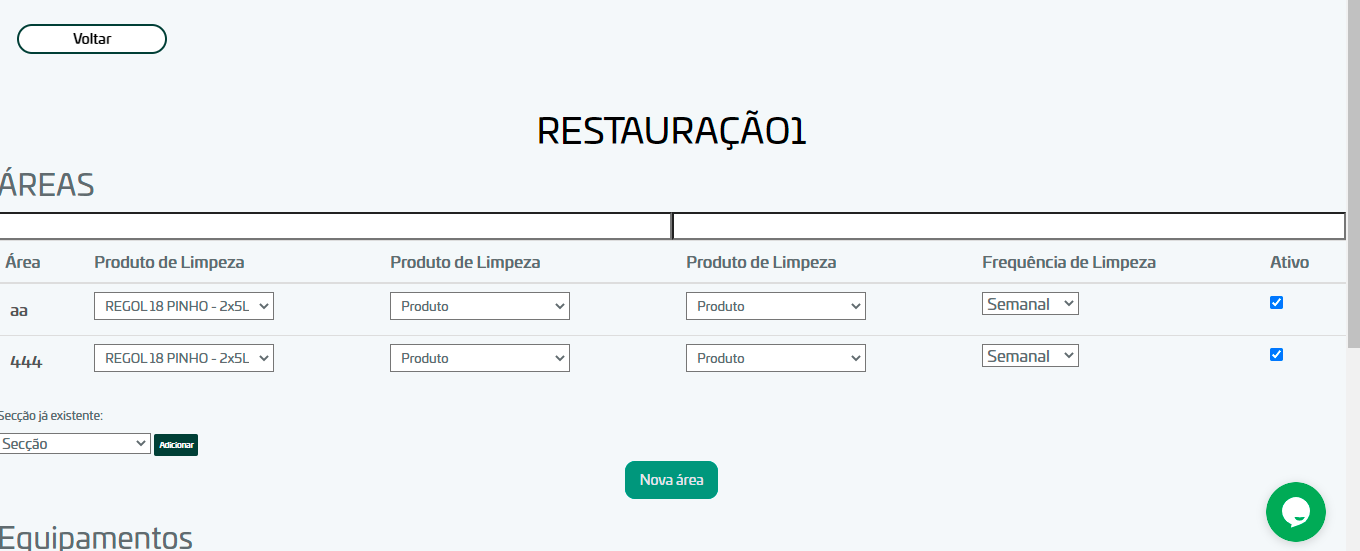 Voltar
RESTAURAÇÃO1
ÁREAS
Área Produto de Limpeza Produto de Limpeza Produto de Limpeza Frequência de Limpeza Ativo
aa REGOL 18 PINHO - 2x5L Produto Produto Semanal
444 REGOL 18 PINHO - 2x5L Produto Produto Semanal
Secção já existente:
Secção Adicionar
Nova área
Equipamentos